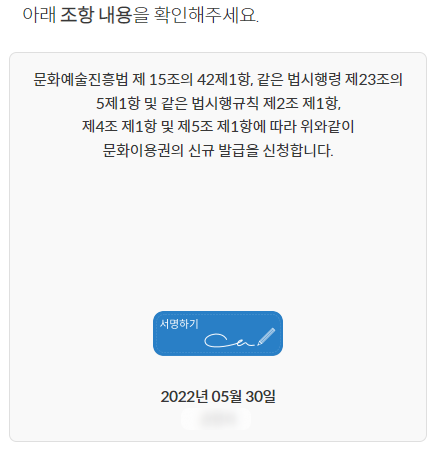 아래 조항 내용을 확인해주세요.
문화예술진흥법 제 15조의 42제1항, 같은 법시행령 제23조의
5제1항 및 같은 법시행규칙 제2조 제1항,
제4조 제1항 및 제5조 제1항에 따라 위와같이
문화이용권의 신규 발급을 신청합니다.
서명하기
2022년 05월 30일